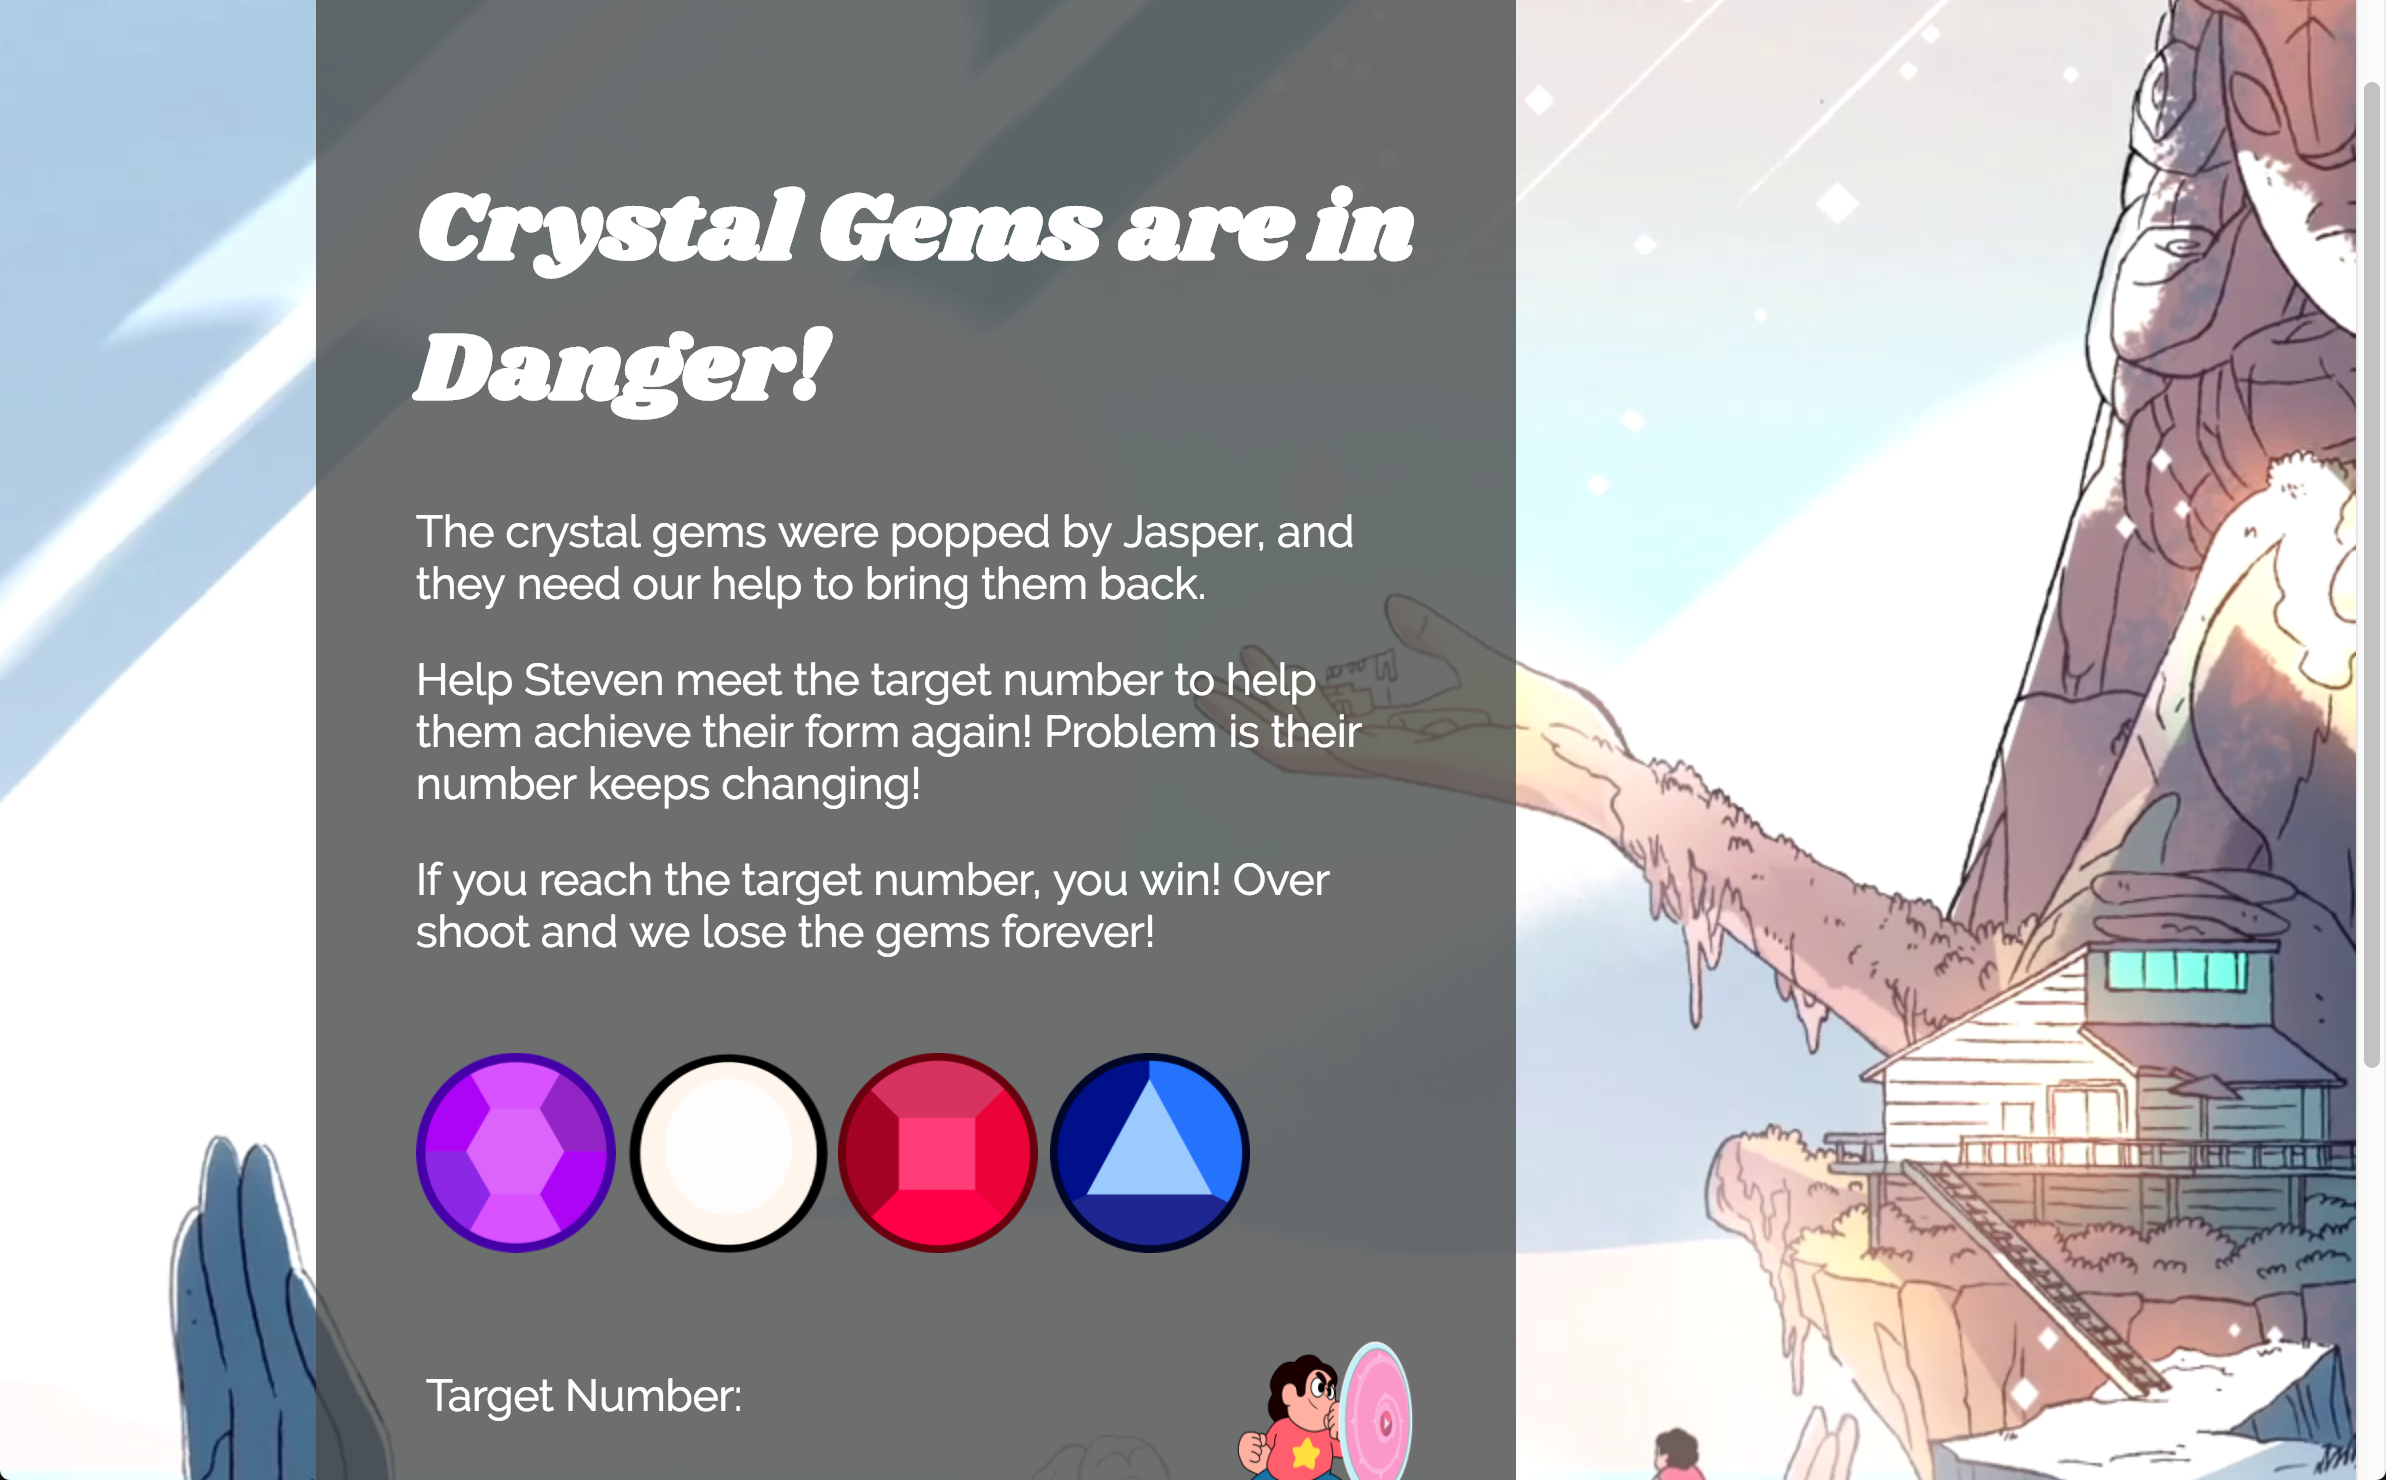 Crystal Gems are in
Danger!
The crystal gems were popped by Jasper, and
they need our help to bring them back.
Help Steven meet the target number to help
them achieve their form again! Problem is their
number keeps changing!
If you reach the target number, you win! Over
shoot and we lose the gems forever!
Target Number: